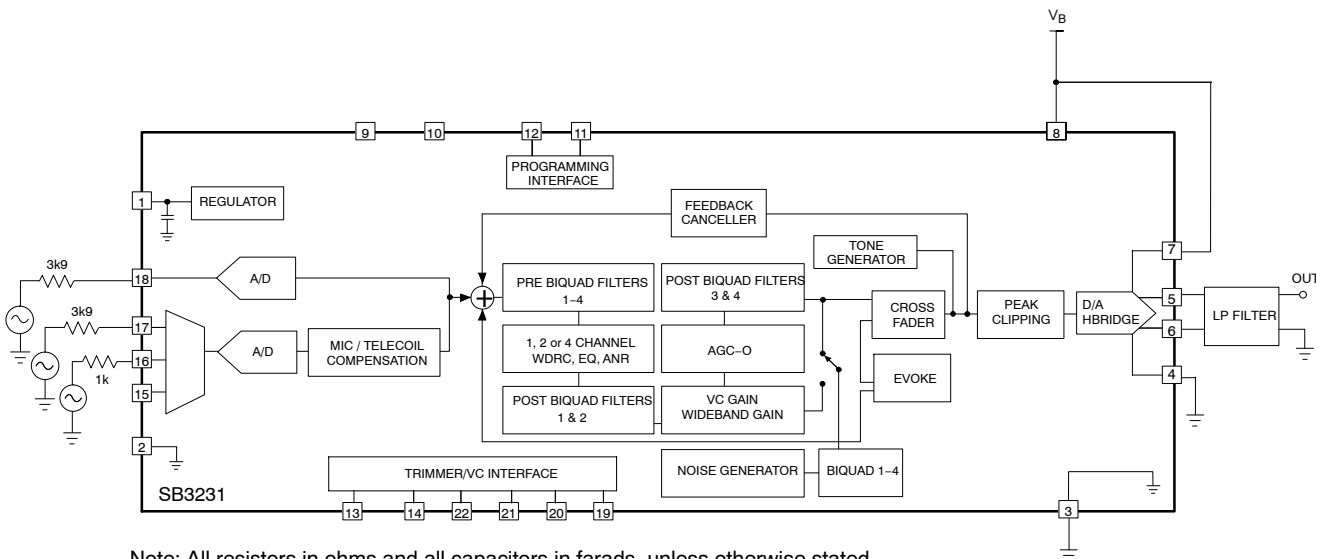 VB
9
10
12
11
8
PROGRAMMING
INTERFACE
1
REGULATOR
FEEDBACK
CANCELLER
TONE
GENERATOR
7
3k9
18
A/D
PRE BIQUAD FILTERS
1–4
POST BIQUAD FILTERS
3 & 4
CROSS
FADER
PEAK
CLIPPING
D/A
HBRIDGE
5
6
LP FILTER
OUT
3k9
17
16
15
1k
A/D
MIC / TELECOIL
COMPENSATION
1, 2 or 4 CHANNEL
WDRC, EQ, ANR
AGC–O
EVOKE
4
POST BIQUAD FILTERS
1 & 2
VC GAIN
WIDEBAND GAIN
2
SB3231
TRIMMER/VC INTERFACE
NOISE GENERATOR
BIQUAD 1–4
13
14
22
21
20
19
3
Note: All resistors in ohms and all capacitors in farads, unless otherwise stated.